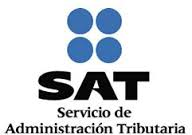 SAT
Servicio de
Administración Tributaria